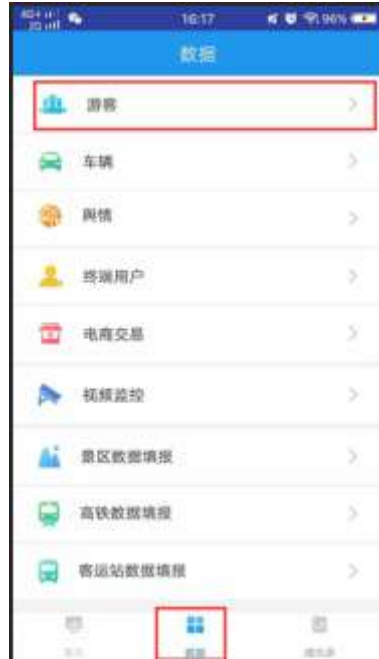 16:17
96%
数据
游客
车辆
舆情
终端用户
电商交易
视频监控
景区数据填报
高铁数据填报
客运站数据填报
数据